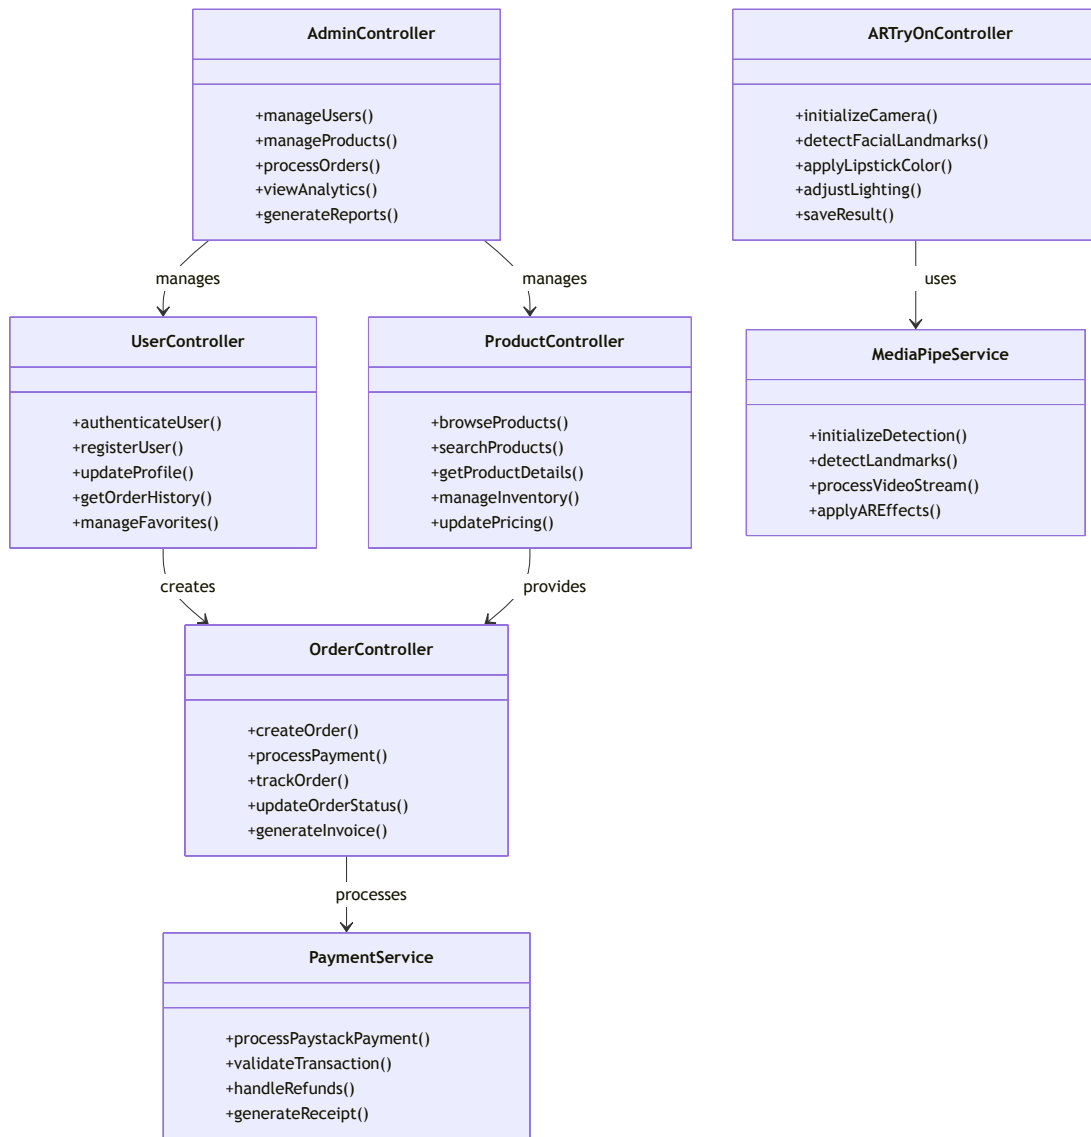 AdminController
+manageUsers()
+manageProducts()
+processOrders()
+viewAnalytics()
+generateReports()
ARTryOnController
+initializeCamera()
+detectFacialLandmarks()
+applyLipstickColor()
+adjustLighting()
+saveResult()
manages
manages
uses
UserController
+authenticateUser()
+registerUser()
+updateProfile()
+getOrderHistory()
+manageFavorites()
ProductController
+browseProducts()
+searchProducts()
+getProductDetails()
+manageInventory()
+updatePricing()
MediaPipeService
+initializeDetection()
+detectLandmarks()
+processVideoStream()
+applyAREffects()
creates
provides
OrderController
+createOrder()
+processPayment()
+trackOrder()
+updateOrderStatus()
+generateInvoice()
processes
PaymentService
+processPaystackPayment()
+validateTransaction()
+handleRefunds()
+generateReceipt()